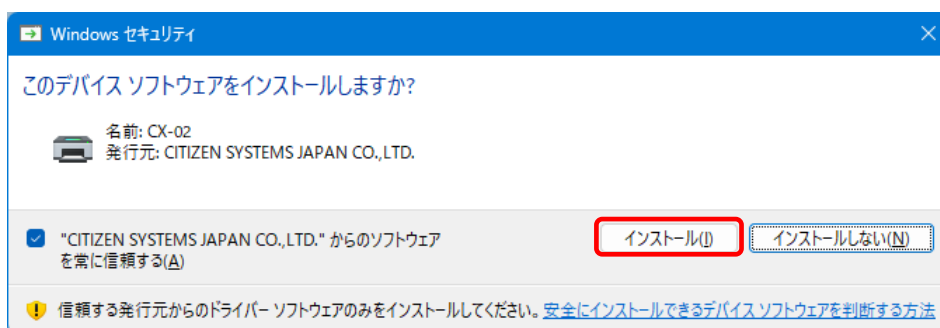 Windows セキュリティ
このデバイス ソフトウェアをインストールしますか?
名前: CX-02
発行元: CITIZEN SYSTEMS JAPAN CO.,LTD.
"CITIZEN SYSTEMS JAPAN CO.,LTD." からのソフトウェア
を常に信頼する(A)
インストール(I)
インストールしない(N)
信頼する発行元からのドライバー ソフトウェアのみをインストールしてください。安全にインストールできるデバイス ソフトウェアを判断する方法